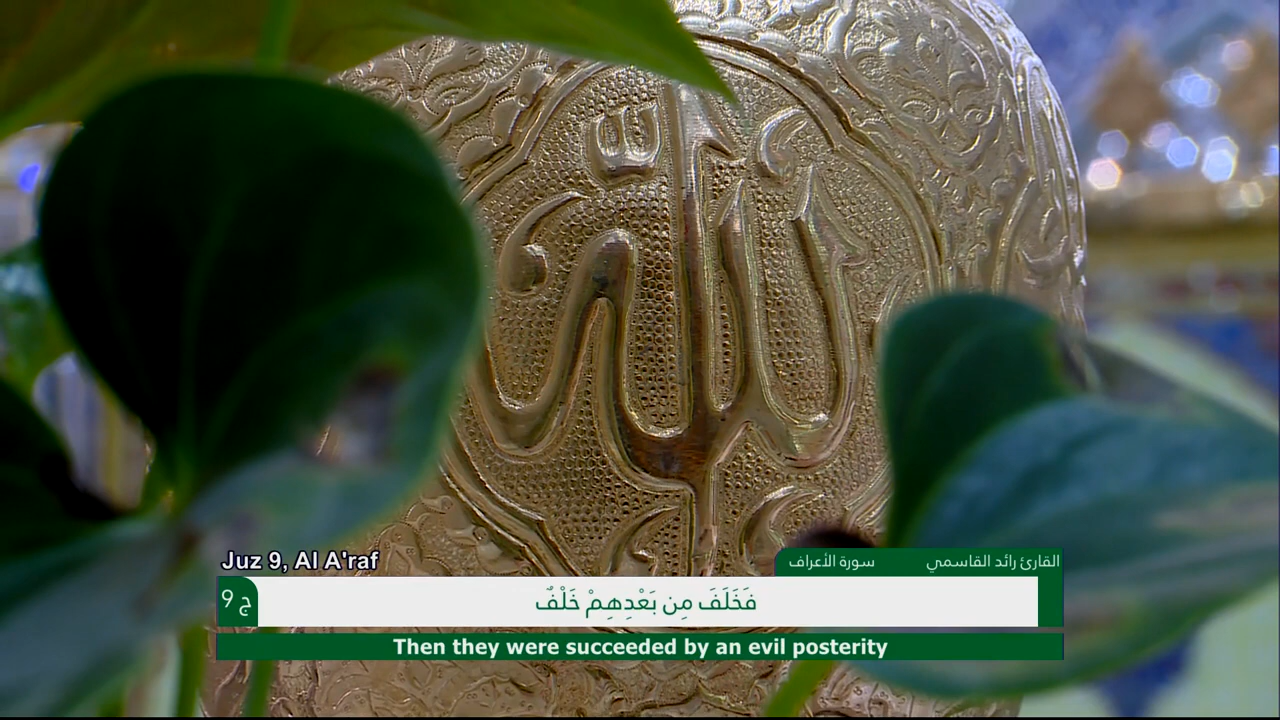 الله
Juz 9, Al A'raf
سورة الأعراف القارئ رائد القاسمي
ج 9
فَخَلَفَ مِن بَعْدِهِمْ خَلْفٌ
Then they were succeeded by an evil posterity